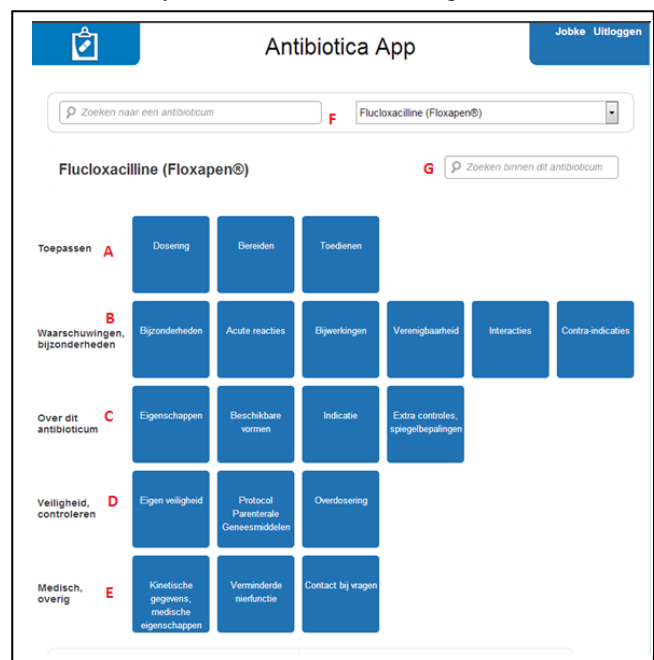 Antibiotica App
Jobke Uitloggen
Zoeken naar een antibioticum
F
Flucloxacilline (Floxapen®)
Flucloxacilline (Floxapen®)
G
Zoeken binnen dit antibioticum
Toepassen A
Dosering
Bereiden
Toedienen
B
Waarschuwingen,
bijzonderheden
Bijzonderheden
Acute reacties
Bijwerkingen
Verenigbaarheid
Interacties
Contra-indicaties
Over dit C
antibioticum
Eigenschappen
Beschikbare
vormen
Indicatie
Extra controles,
spiegelbepalingen
Veiligheid, D
controleren
Eigen veiligheid
Protocol
Parenterale
Geneesmiddelen
Overdosering
Medisch, E
overig
Kinetische
gegevens,
medische
eigenschappen
Verminderde
nierfunctie
Contact bij vragen